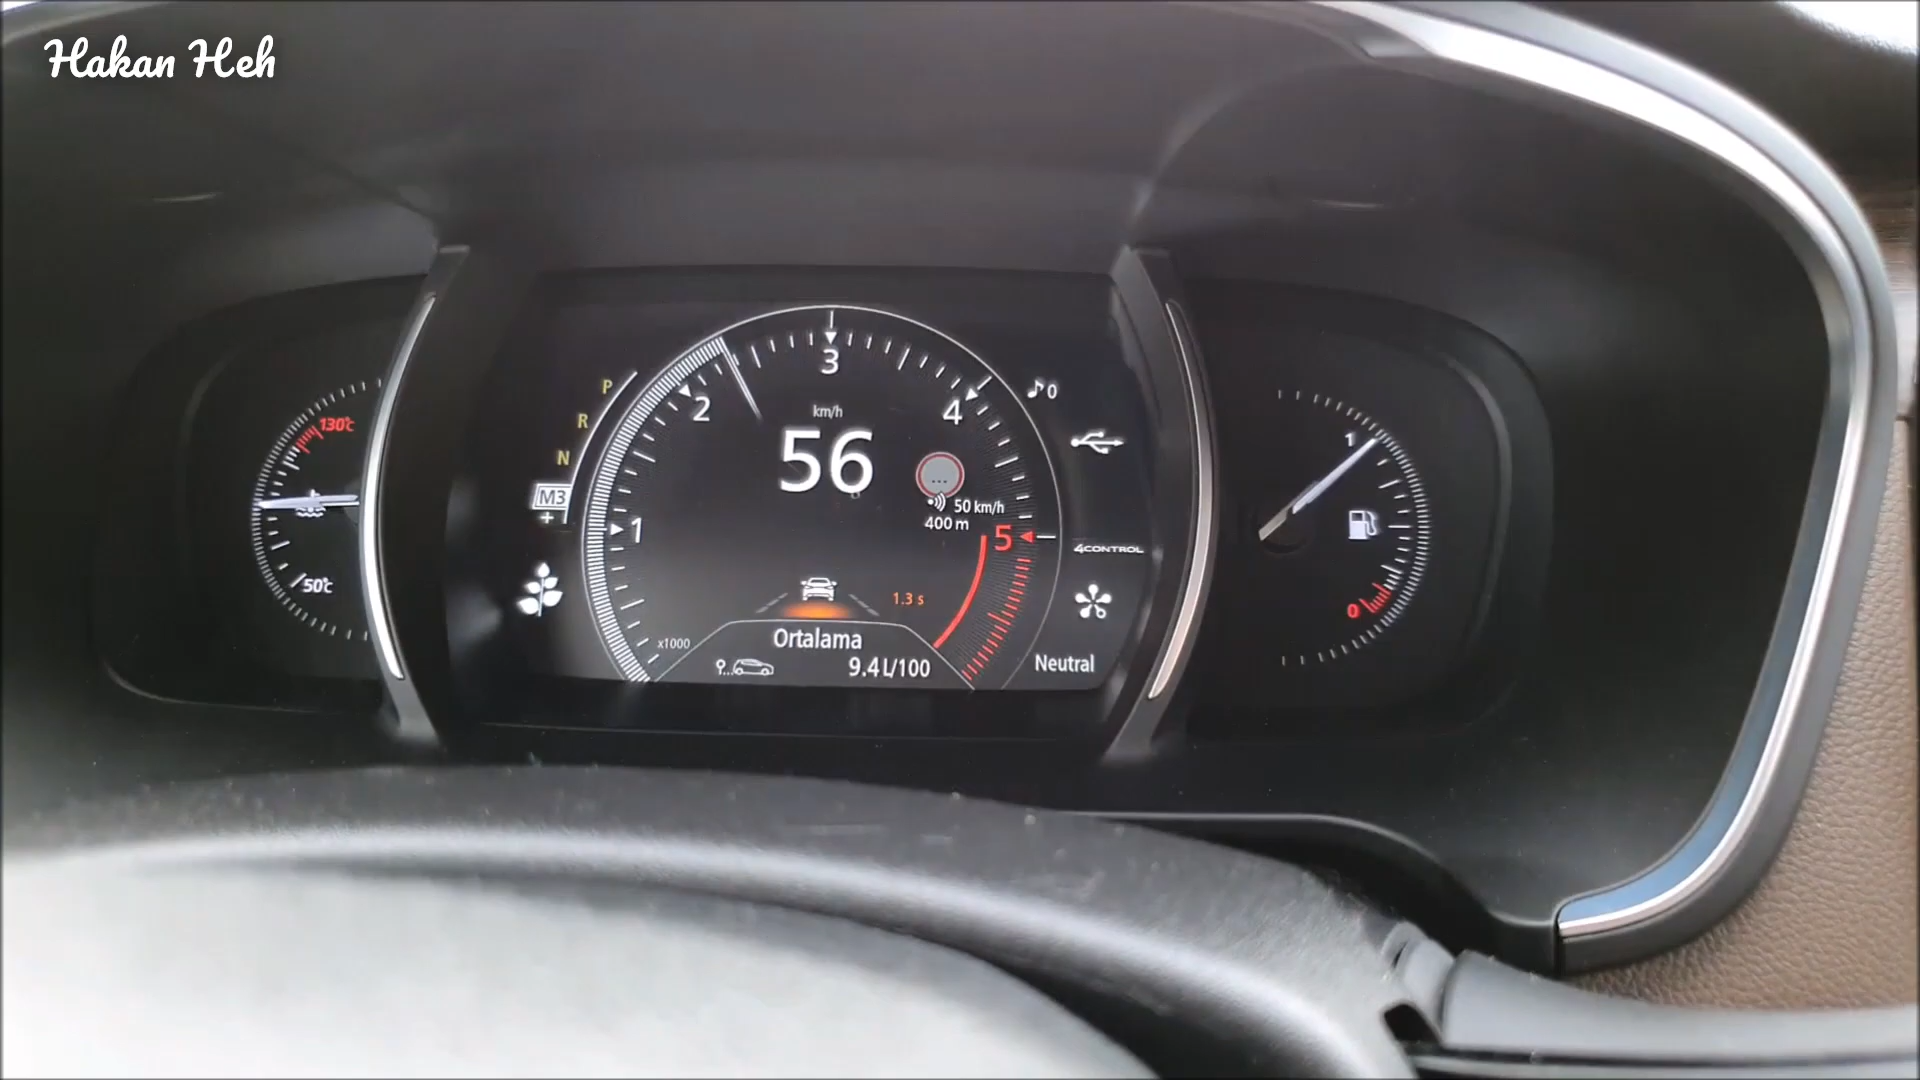 Hakan Heh
130°C
50°C
P
R
N
M3
+
1
2
3
4
5
km/h
56
...
50 km/h
400 m
1.3 s
x1000
Ortalama
9.4 L/100
♪ 0
4CONTROL
Neutral
1
0